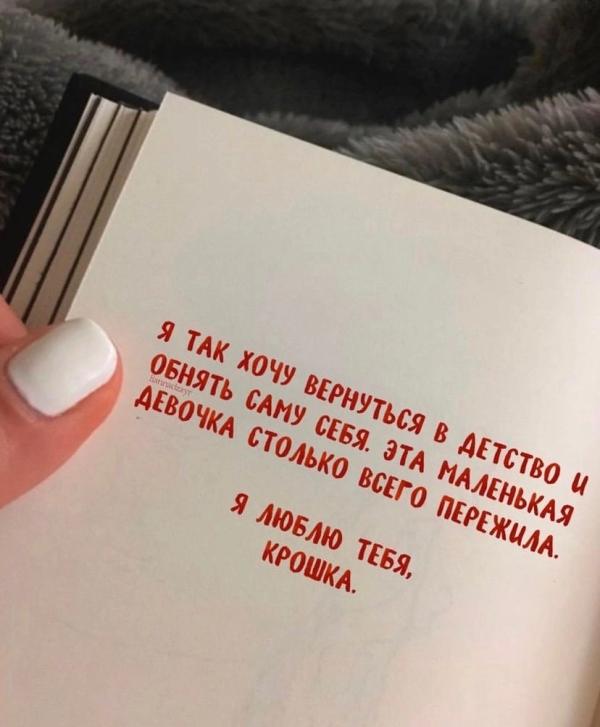 Я ТАК ХОЧУ ВЕРНУТЬСЯ В ДЕТСТВО И
ОБНЯТЬ САМУ СЕБЯ. ЭТА МАЛЕНЬКАЯ
ДЕВОЧКА СТОЛЬКО ВСЕГО ПЕРЕЖИЛА.
Я ЛЮБЛЮ ТЕБЯ,
КРОШКА.